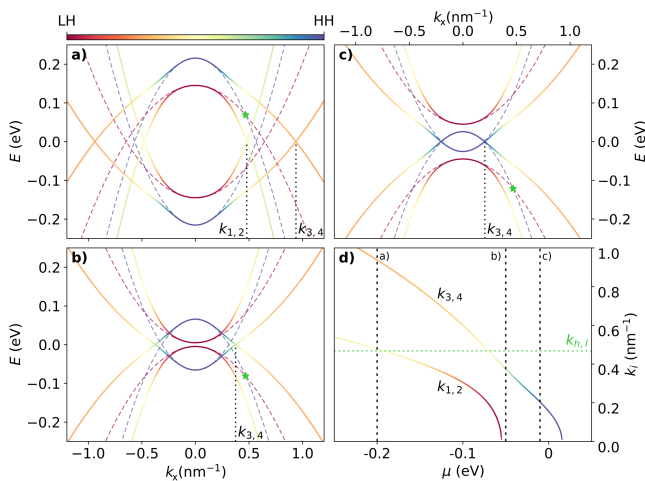 LH
HH
a)
0.2
0.1
0.0
−0.1
−0.2
E (eV)
k1,2
k3,4
kx(nm−1)
−1.0 −0.5 0.0 0.5 1.0
c)
0.2
0.1
0.0
−0.1
−0.2
E (eV)
k3,4
b)
0.2
0.1
0.0
−0.1
−0.2
E (eV)
k3,4
−1.0 −0.5 0.0 0.5 1.0
kx(nm−1)
d)
a)
b)
c)
k3,4
kh,l
k1,2
1.0
0.8
0.6
0.4
0.2
0.0
ki (nm−1)
−0.2 −0.1 0
μ (eV)